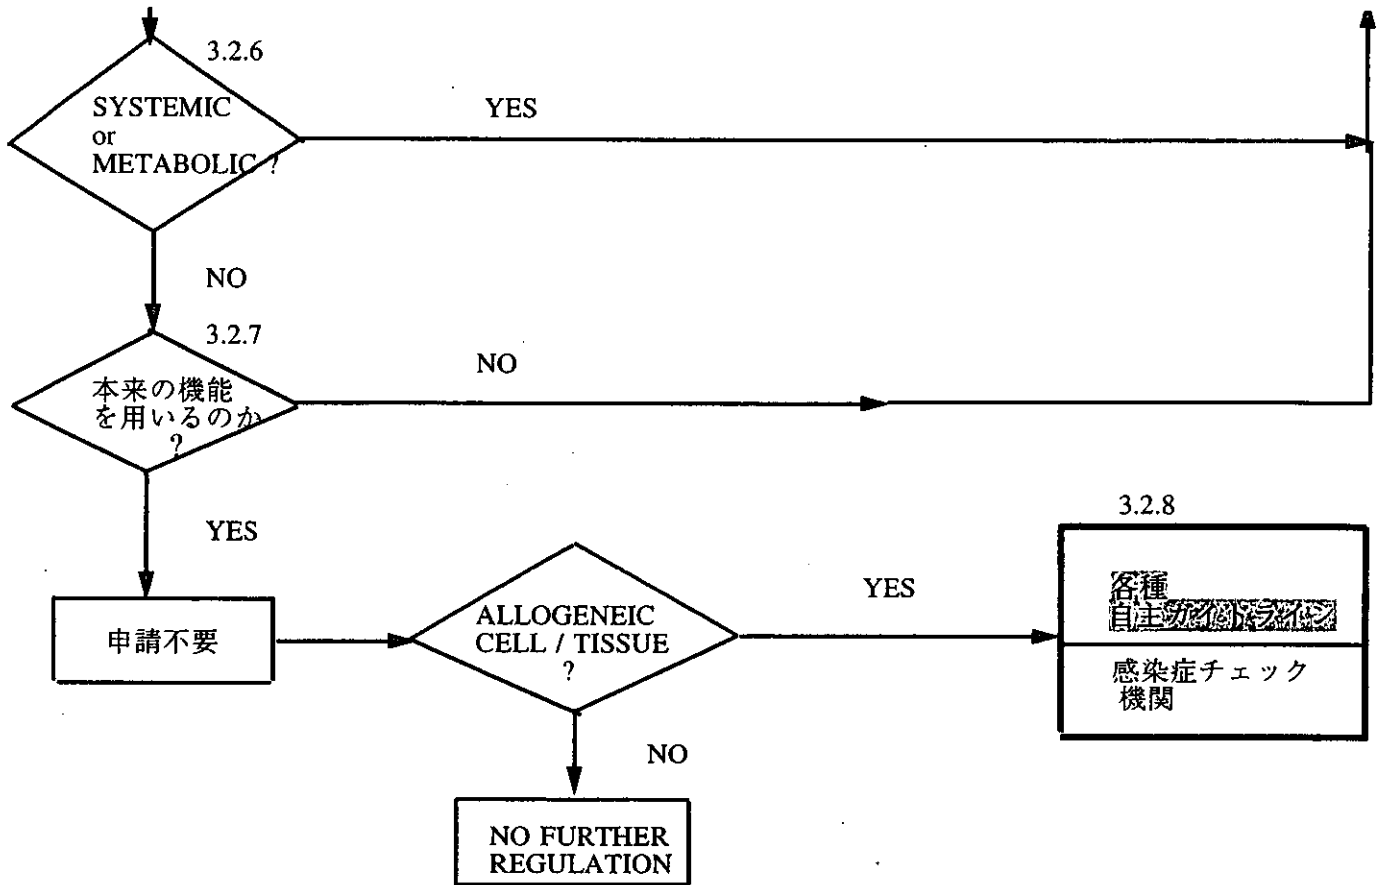 3.2.6
SYSTEMIC
or
METABOLIC ?
YES
NO
3.2.7
本来の機能
を用いるのか
?
NO
YES
申請不要
ALLOGENEIC
CELL / TISSUE
?
YES
3.2.8
各種
自主ガイドライン
感染症チェック
機関
NO
NO FURTHER
REGULATION